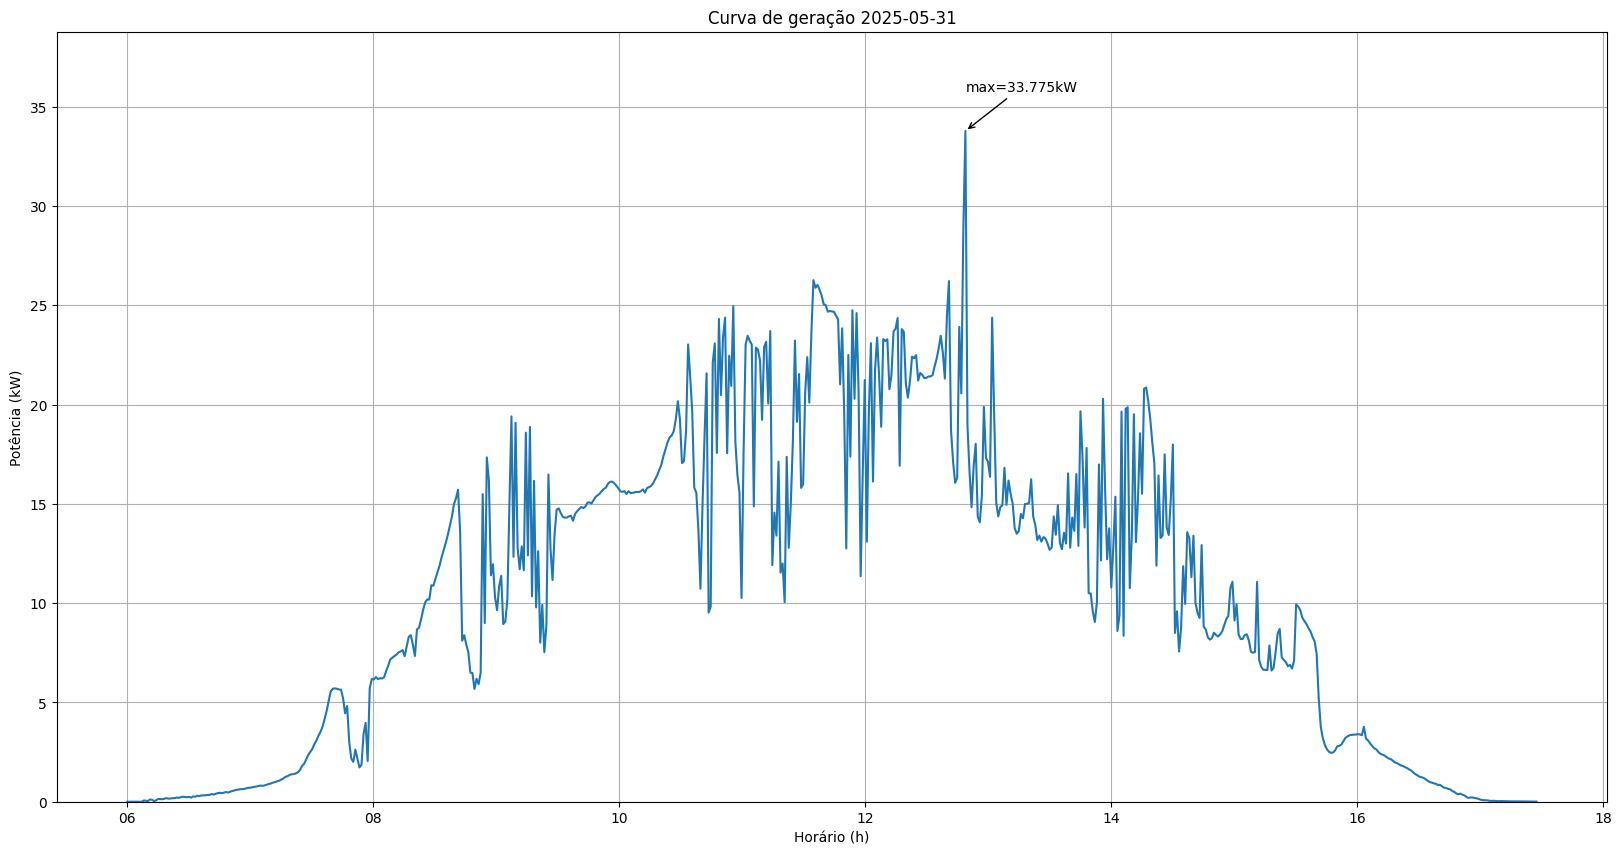 Curva de geração 2025-05-31
max=33.775kW
35
30
25
20
15
10
5
0
Potência (kW)
06 08 10 12 14 16 18
Horário (h)